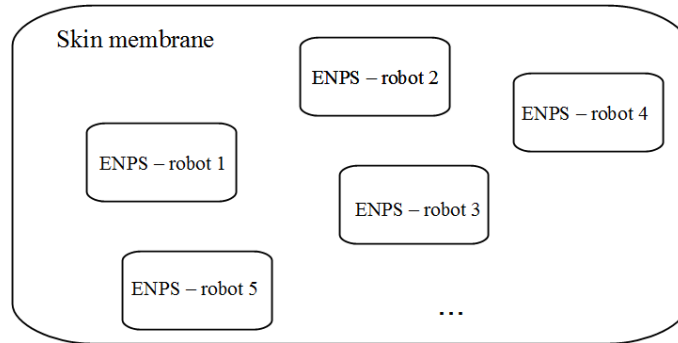 Skin membrane
ENPS – robot 2
ENPS – robot 4
ENPS – robot 1
ENPS – robot 3
ENPS – robot 5
...